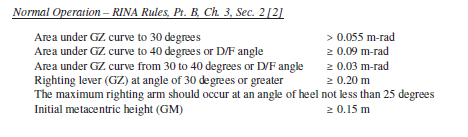 Normal Operation – RINA Rules, Pt. B, Ch. 3, Sec. 2 [2]
Area under GZ curve to 30 degrees > 0.055 m-rad
Area under GZ curve to 40 degrees or D/F angle ≥ 0.09 m-rad
Area under GZ curve from 30 to 40 degrees or D/F angle ≥ 0.03 m-rad
Righting lever (GZ) at angle of 30 degrees or greater ≥ 0.20 m
The maximum righting arm should occur at an angle of heel not less than 25 degrees
Initial metacentric height (GM) ≥ 0.15 m